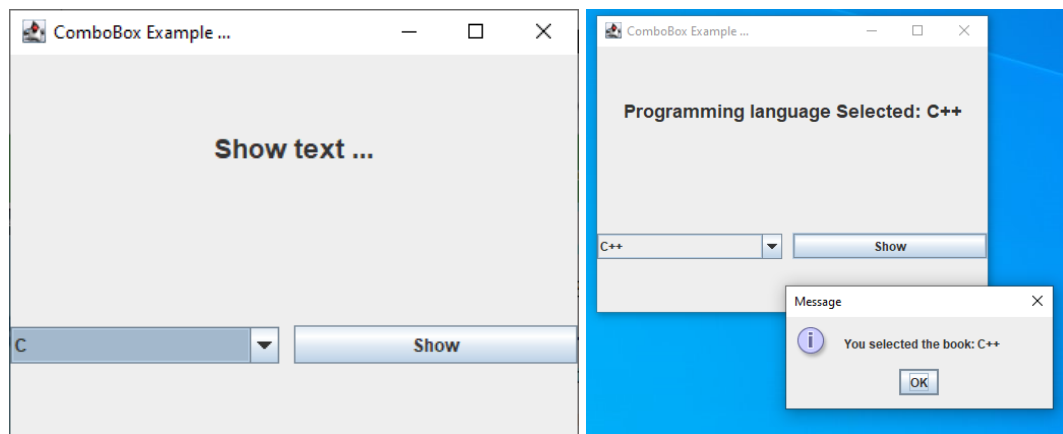 ComboBox Example ...
Show text ...
C
Show
ComboBox Example ...
Programming language Selected: C++
C++
Show
Message
i
You selected the book: C++
OK